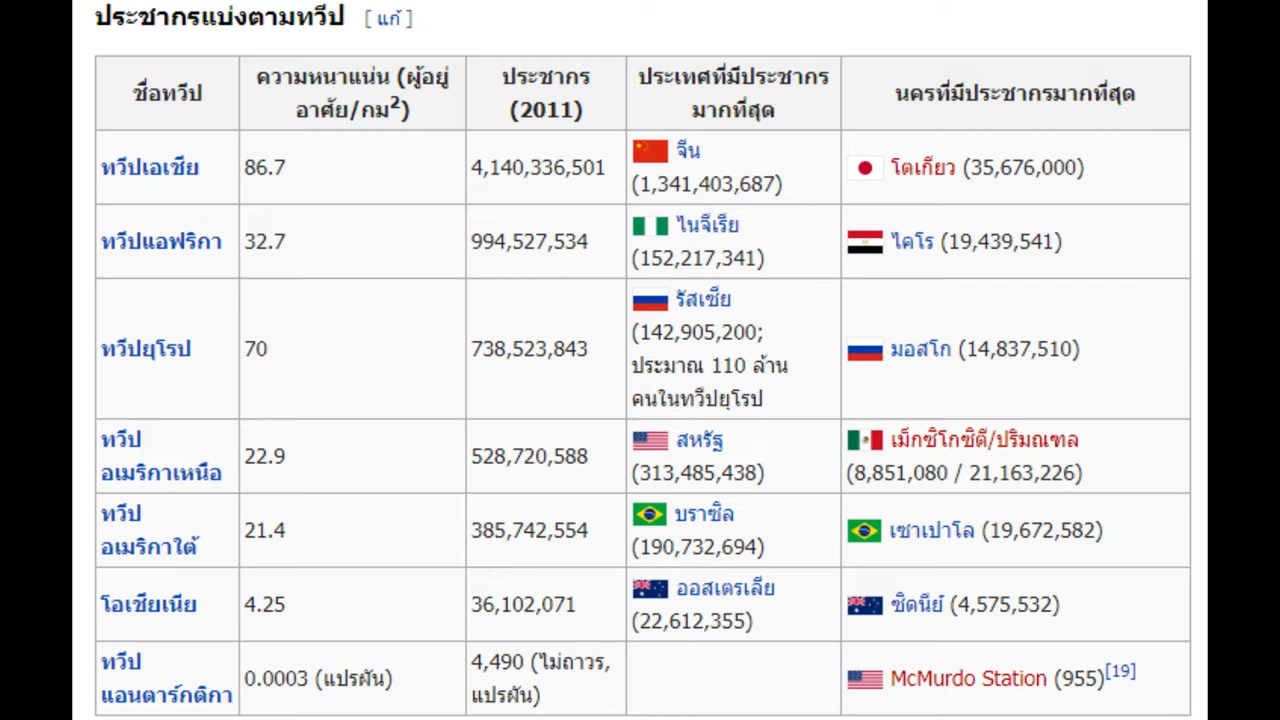 ประชากรแบ่งตามทวีป [ แก้ ]
ชื่อทวีป
ความหนาแน่น (ผู้อยู่
อาศัย/กม²)
ประชากร
(2011)
ประเทศที่มีประชากร
มากที่สุด
นครที่มีประชากรมากที่สุด
ทวีปเอเชีย
86.7
4,140,336,501
จีน
(1,341,403,687)
โตเกียว (35,676,000)
ทวีปแอฟริกา
32.7
994,527,534
ไนจีเรีย
(152,217,341)
ไคโร (19,439,541)
ทวีปยุโรป
70
738,523,843
รัสเซีย
(142,905,200;
ประมาณ 110 ล้าน
คนในทวีปยุโรป
มอสโก (14,837,510)
ทวีป
อเมริกาเหนือ
22.9
528,720,588
สหรัฐ
(313,485,438)
เม็กซิโกซิตี/ปริมณฑล
(8,851,080 / 21,163,226)
ทวีป
อเมริกาใต้
21.4
385,742,554
บราซิล
(190,732,694)
เซาเปาโล (19,672,582)
โอเชียเนีย
4.25
36,102,071
ออสเตรเลีย
(22,612,355)
ซิดนีย์ (4,575,532)
ทวีป
แอนตาร์กติกา
0.0003 (แปรผัน)
4,490 (ไม่ถาวร,
แปรผัน)
McMurdo Station (955)[19]